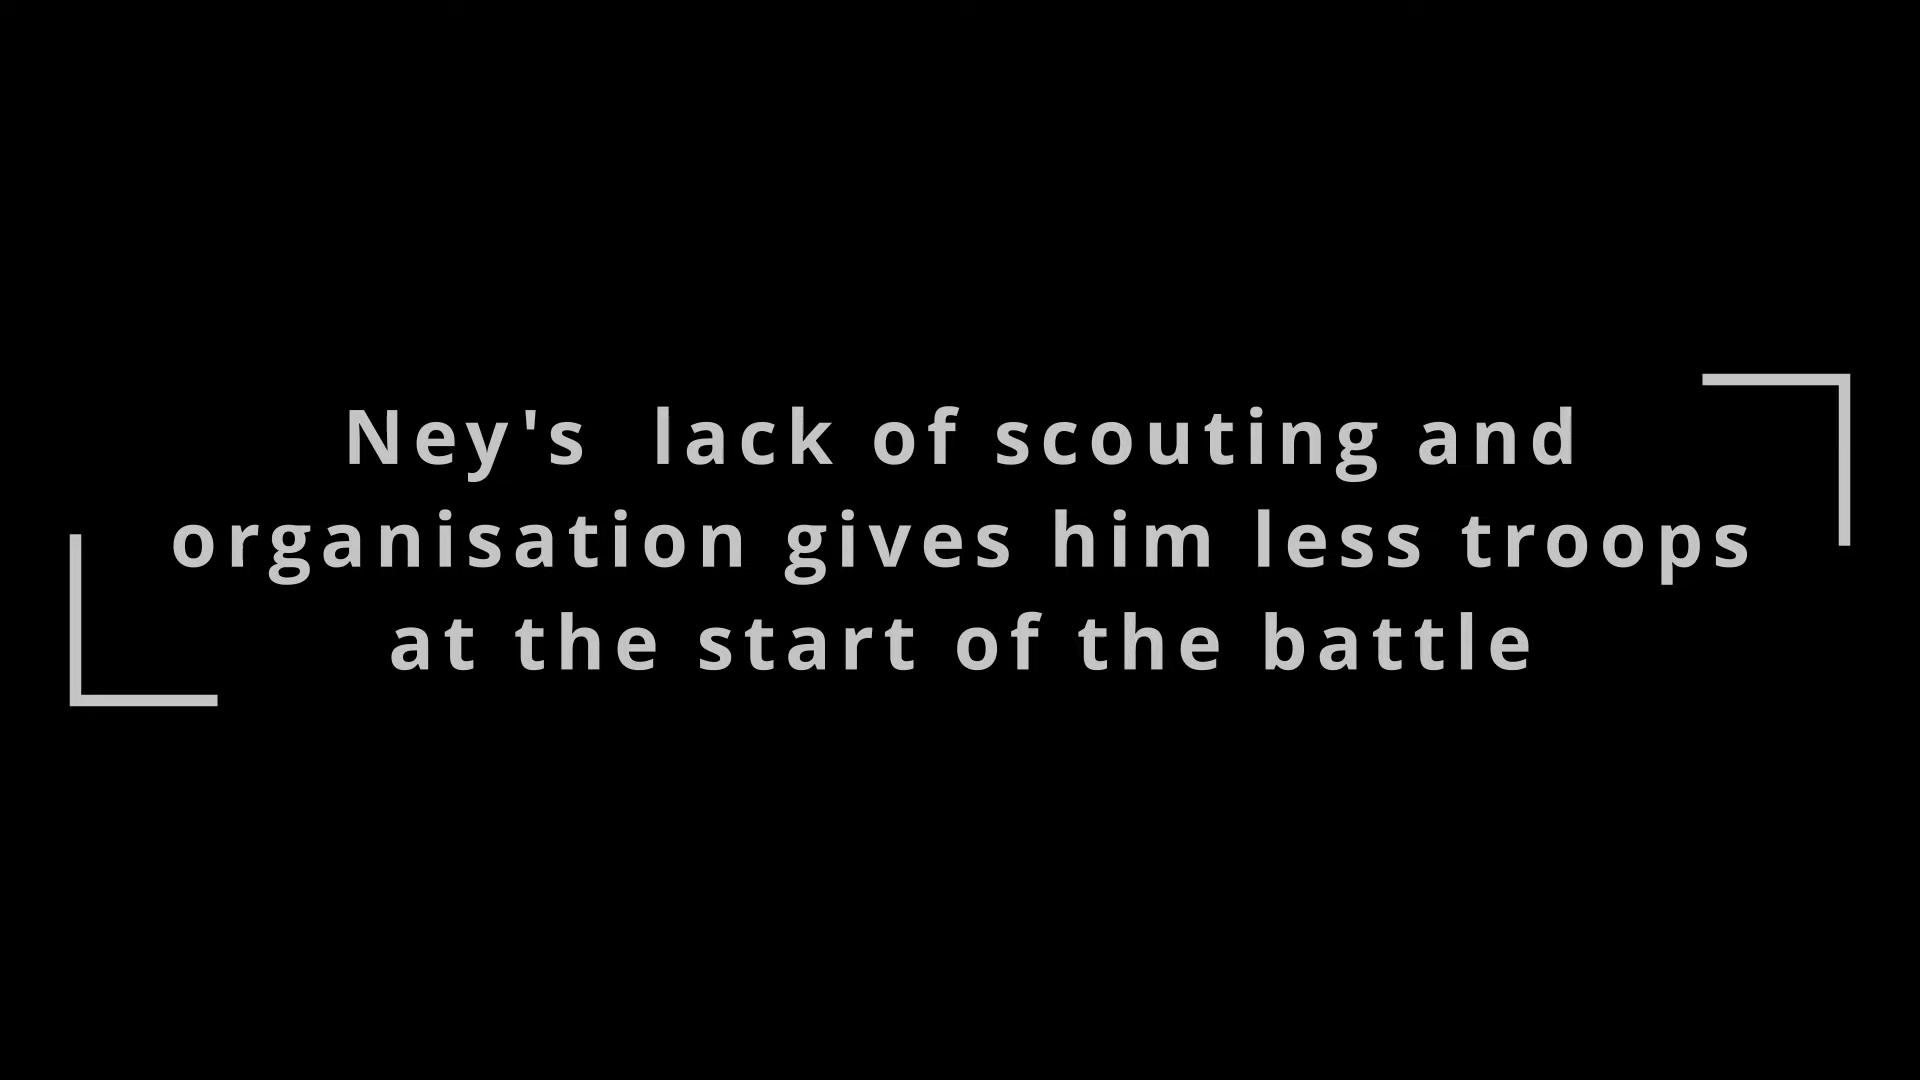 Ney's  lack of scouting and
organisation gives him less troops
at the start of the battle